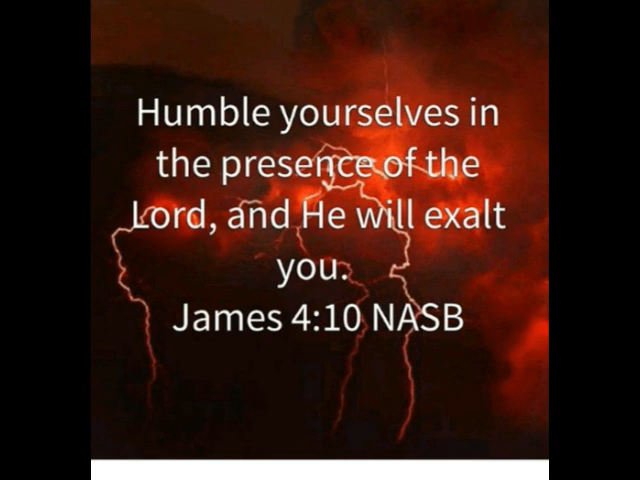 Humble yourselves in
the presence of the
Lord, and He will exalt
you.
James 4:10 NASB